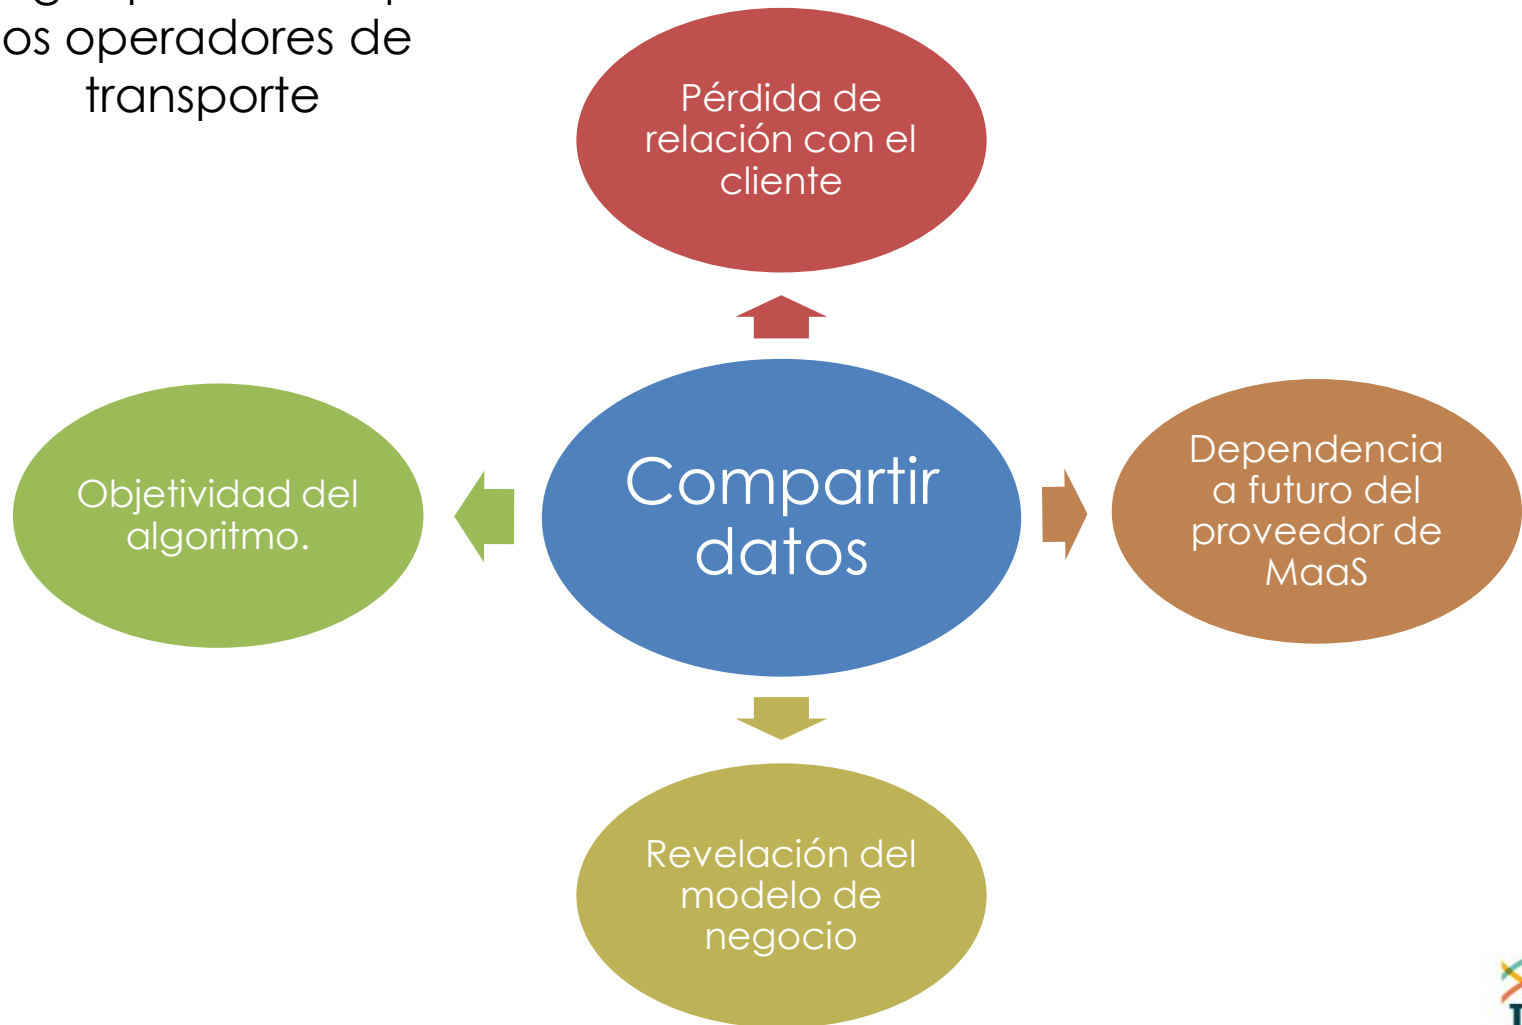 os operadores de
transporte
Pérdida de
relación con el
cliente
Objetividad del
algoritmo.
Compartir
datos
Dependencia
a futuro del
proveedor de
MaaS
Revelación del
modelo de
negocio